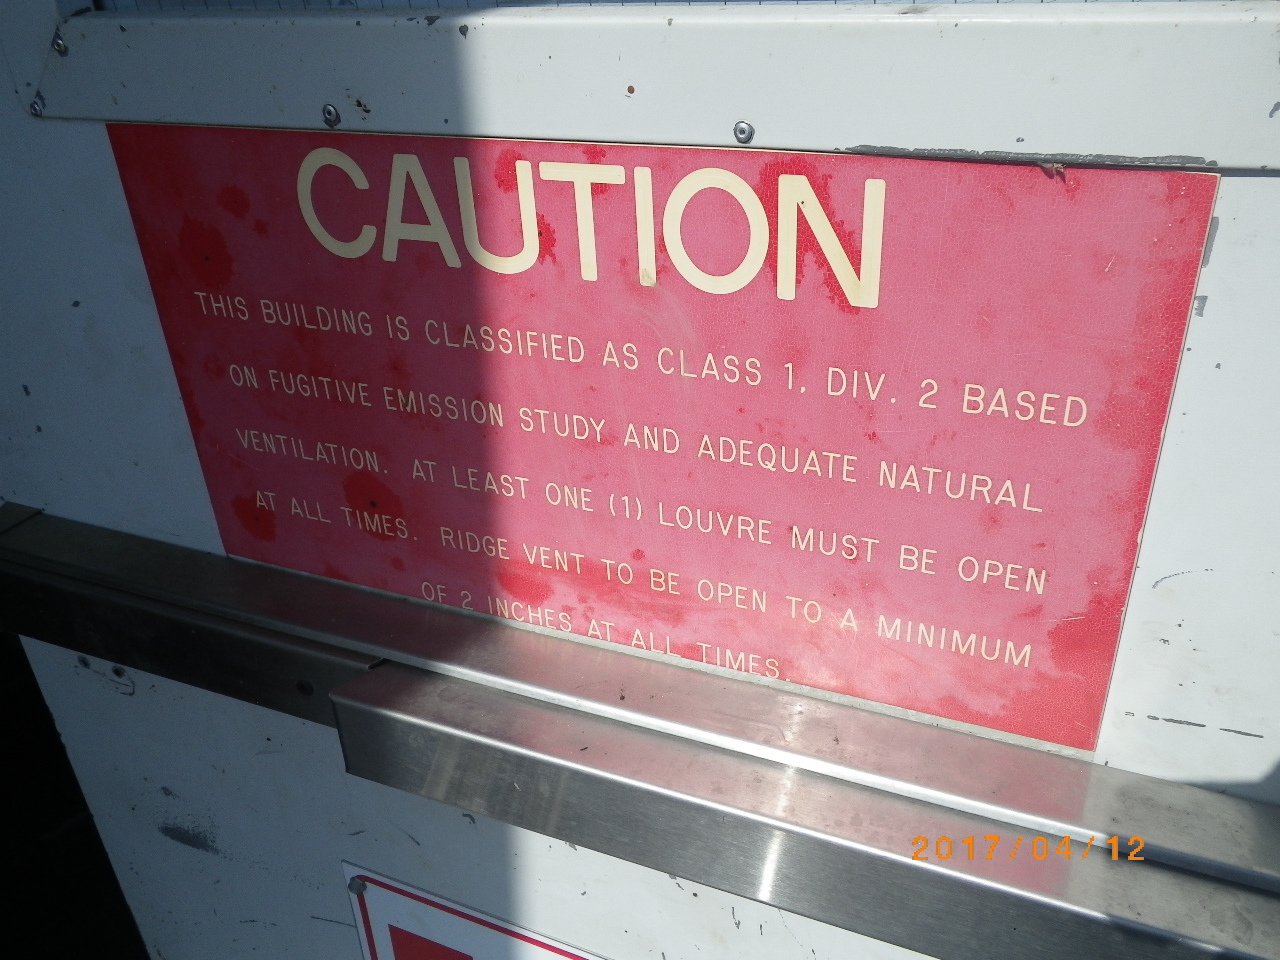 CAUTION
THIS BUILDING IS CLASSIFIED AS CLASS 1, DIV. 2 BASED
ON FUGITIVE EMISSION STUDY AND ADEQUATE NATURAL
VENTILATION. AT LEAST ONE (1) LOUVRE MUST BE OPEN
AT ALL TIMES. RIDGE VENT TO BE OPEN TO A MINIMUM
OF 2 INCHES AT ALL TIMES.
2017/04/12